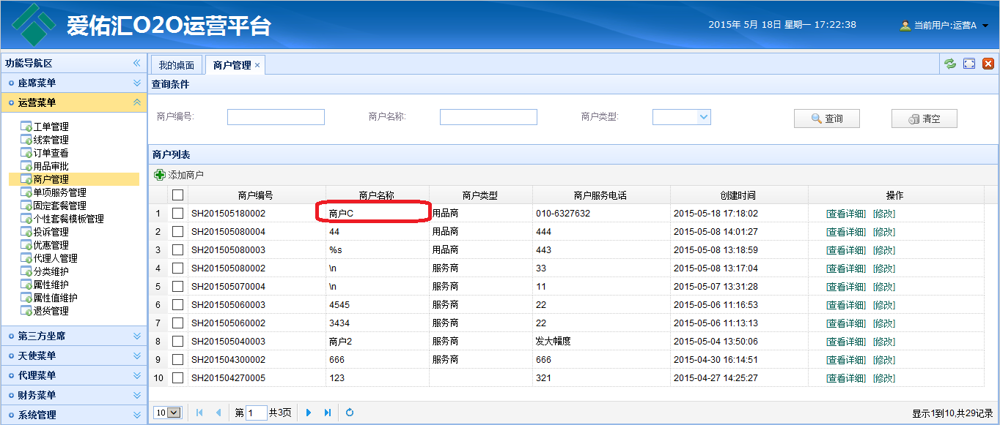 爱佑汇O2O运营平台
2015年 5月 18日 星期一 17:22:38
当前用户:运营A
功能导航区
座席菜单
运营菜单
工单管理
线索管理
订单查看
用品审批
商户管理
单项服务管理
固定套餐管理
个性套餐模板管理
投诉管理
优惠管理
代理人管理
分类维护
属性维护
属性值维护
退货管理
第三方坐席
天使菜单
代理菜单
财务菜单
系统管理
我的桌面 商户管理
查询条件
商户编号: 商户名称: 商户类型: 查询 清空
商户列表
添加商户
商户编号 商户名称 商户类型 商户服务电话 创建时间 操作
1 SH201505180002 商户C 用品商 010-6327632 2015-05-18 17:18:02 [查看详细] [修改]
2 SH201505080004 44 用品商 444 2015-05-08 14:01:27 [查看详细] [修改]
3 SH201505080003 %s 用品商 443 2015-05-08 13:18:59 [查看详细] [修改]
4 SH201505080002 \n 服务商 33 2015-05-08 13:17:04 [查看详细] [修改]
5 SH201505070004 \n 服务商 11 2015-05-07 13:31:28 [查看详细] [修改]
6 SH201505060003 4545 服务商 22 2015-05-06 11:16:53 [查看详细] [修改]
7 SH201505060002 3434 服务商 22 2015-05-06 11:13:13 [查看详细] [修改]
8 SH201505040003 商户2 服务商 发大幅度 2015-05-04 13:50:06 [查看详细] [修改]
9 SH201504300002 666 服务商 666 2015-04-30 16:14:51 [查看详细] [修改]
10 SH201504270005 123 321 2015-04-27 14:25:27 [查看详细] [修改]
10 第 1 共3页 显示1到10,共29记录